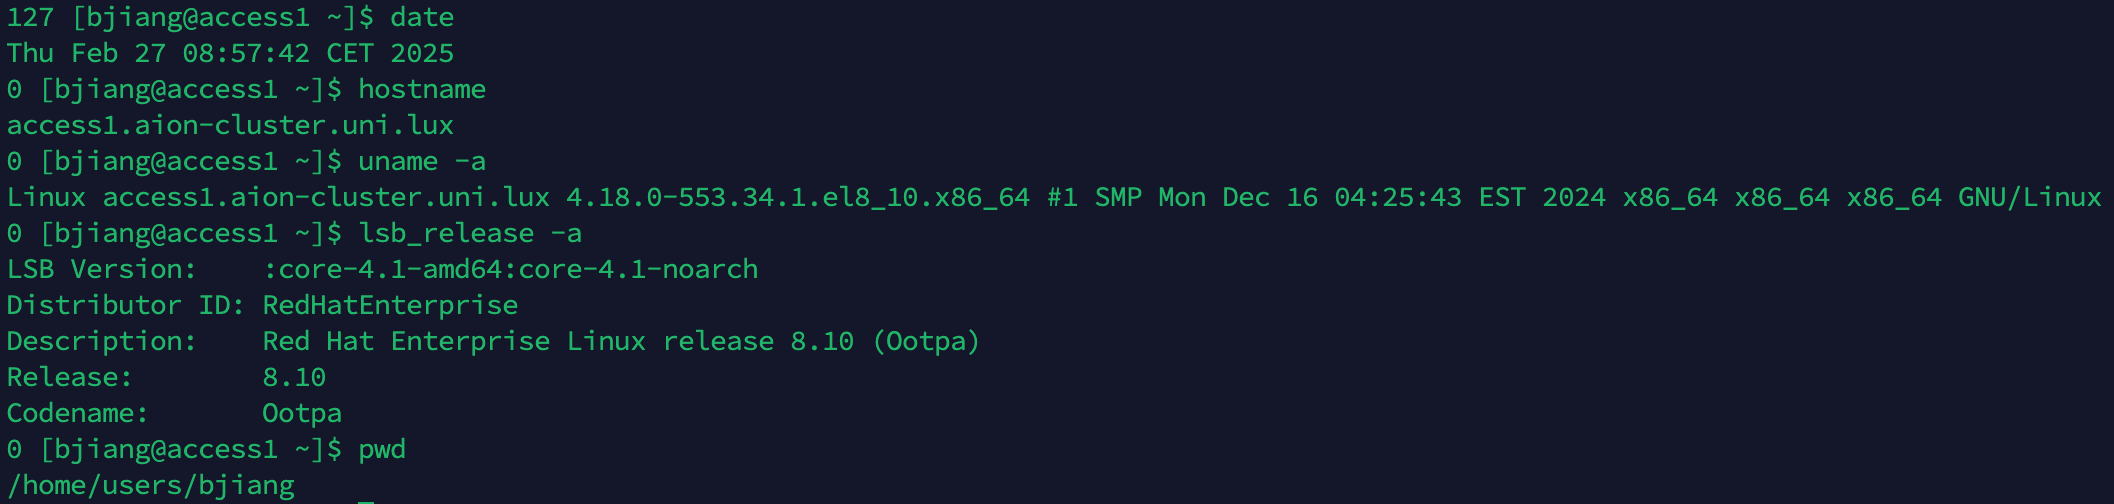 127 [bjiang@access1 ~]$ date
Thu Feb 27 08:57:42 CET 2025
0 [bjiang@access1 ~]$ hostname
access1.aion-cluster.uni.lux
0 [bjiang@access1 ~]$ uname -a
Linux access1.aion-cluster.uni.lux 4.18.0-553.34.1.el8_10.x86_64 #1 SMP Mon Dec 16 04:25:43 EST 2024 x86_64 x86_64 x86_64 GNU/Linux
0 [bjiang@access1 ~]$ lsb_release -a
LSB Version:    :core-4.1-amd64:core-4.1-noarch
Distributor ID: RedHatEnterprise
Description:    Red Hat Enterprise Linux release 8.10 (Ootpa)
Release:        8.10
Codename:       Ootpa
0 [bjiang@access1 ~]$ pwd
/home/users/bjiang